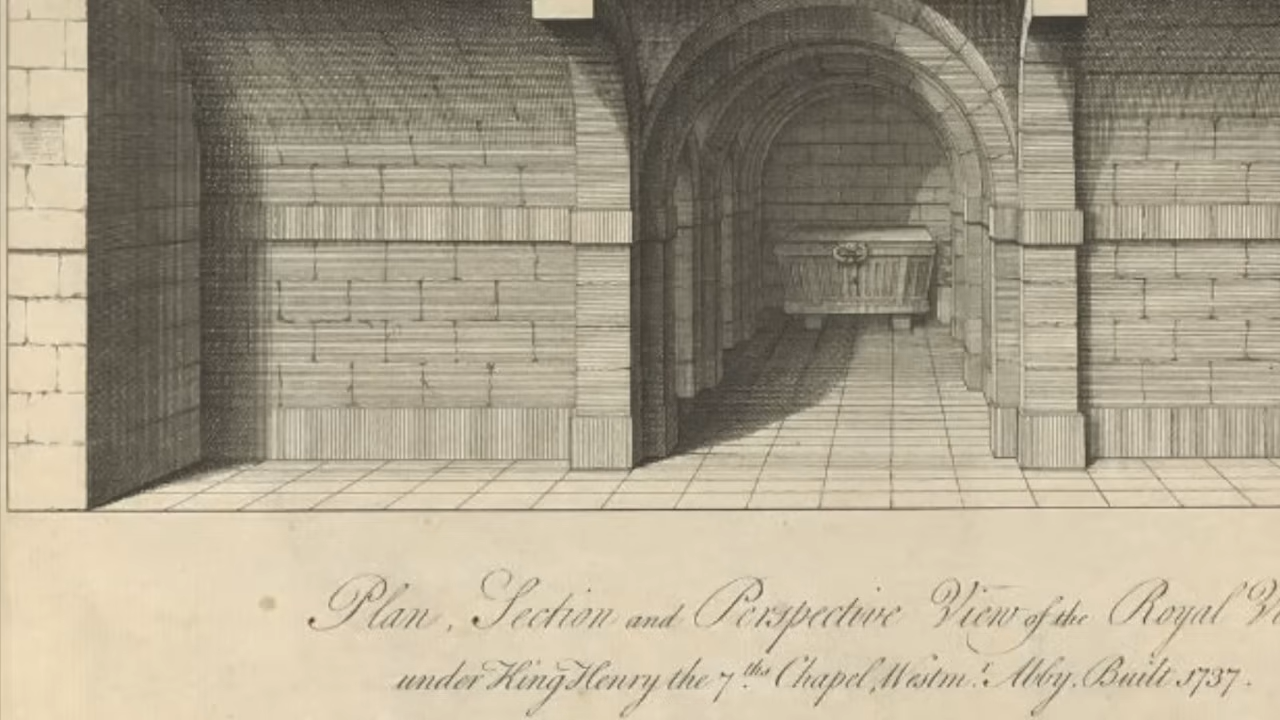 Plan, Section and Perspective View of the Royal
under King Henry the 7.ths Chapel, Westm.r Abby. Built 1737.